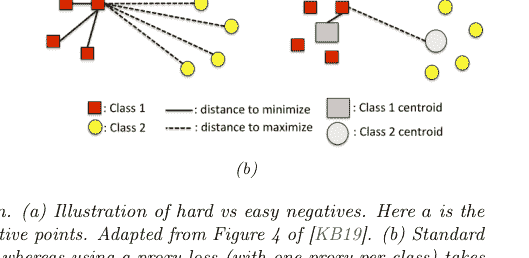 : Class 1 : distance to minimize : Class 1 centroid
: Class 2 : distance to maximize : Class 2 centroid
(b)
n. (a) Illustration of hard vs easy negatives. Here a is the
tive points. Adapted from Figure 4 of [KB19]. (b) Standard
whereas using a proxy loss (with one proxy per class) takes